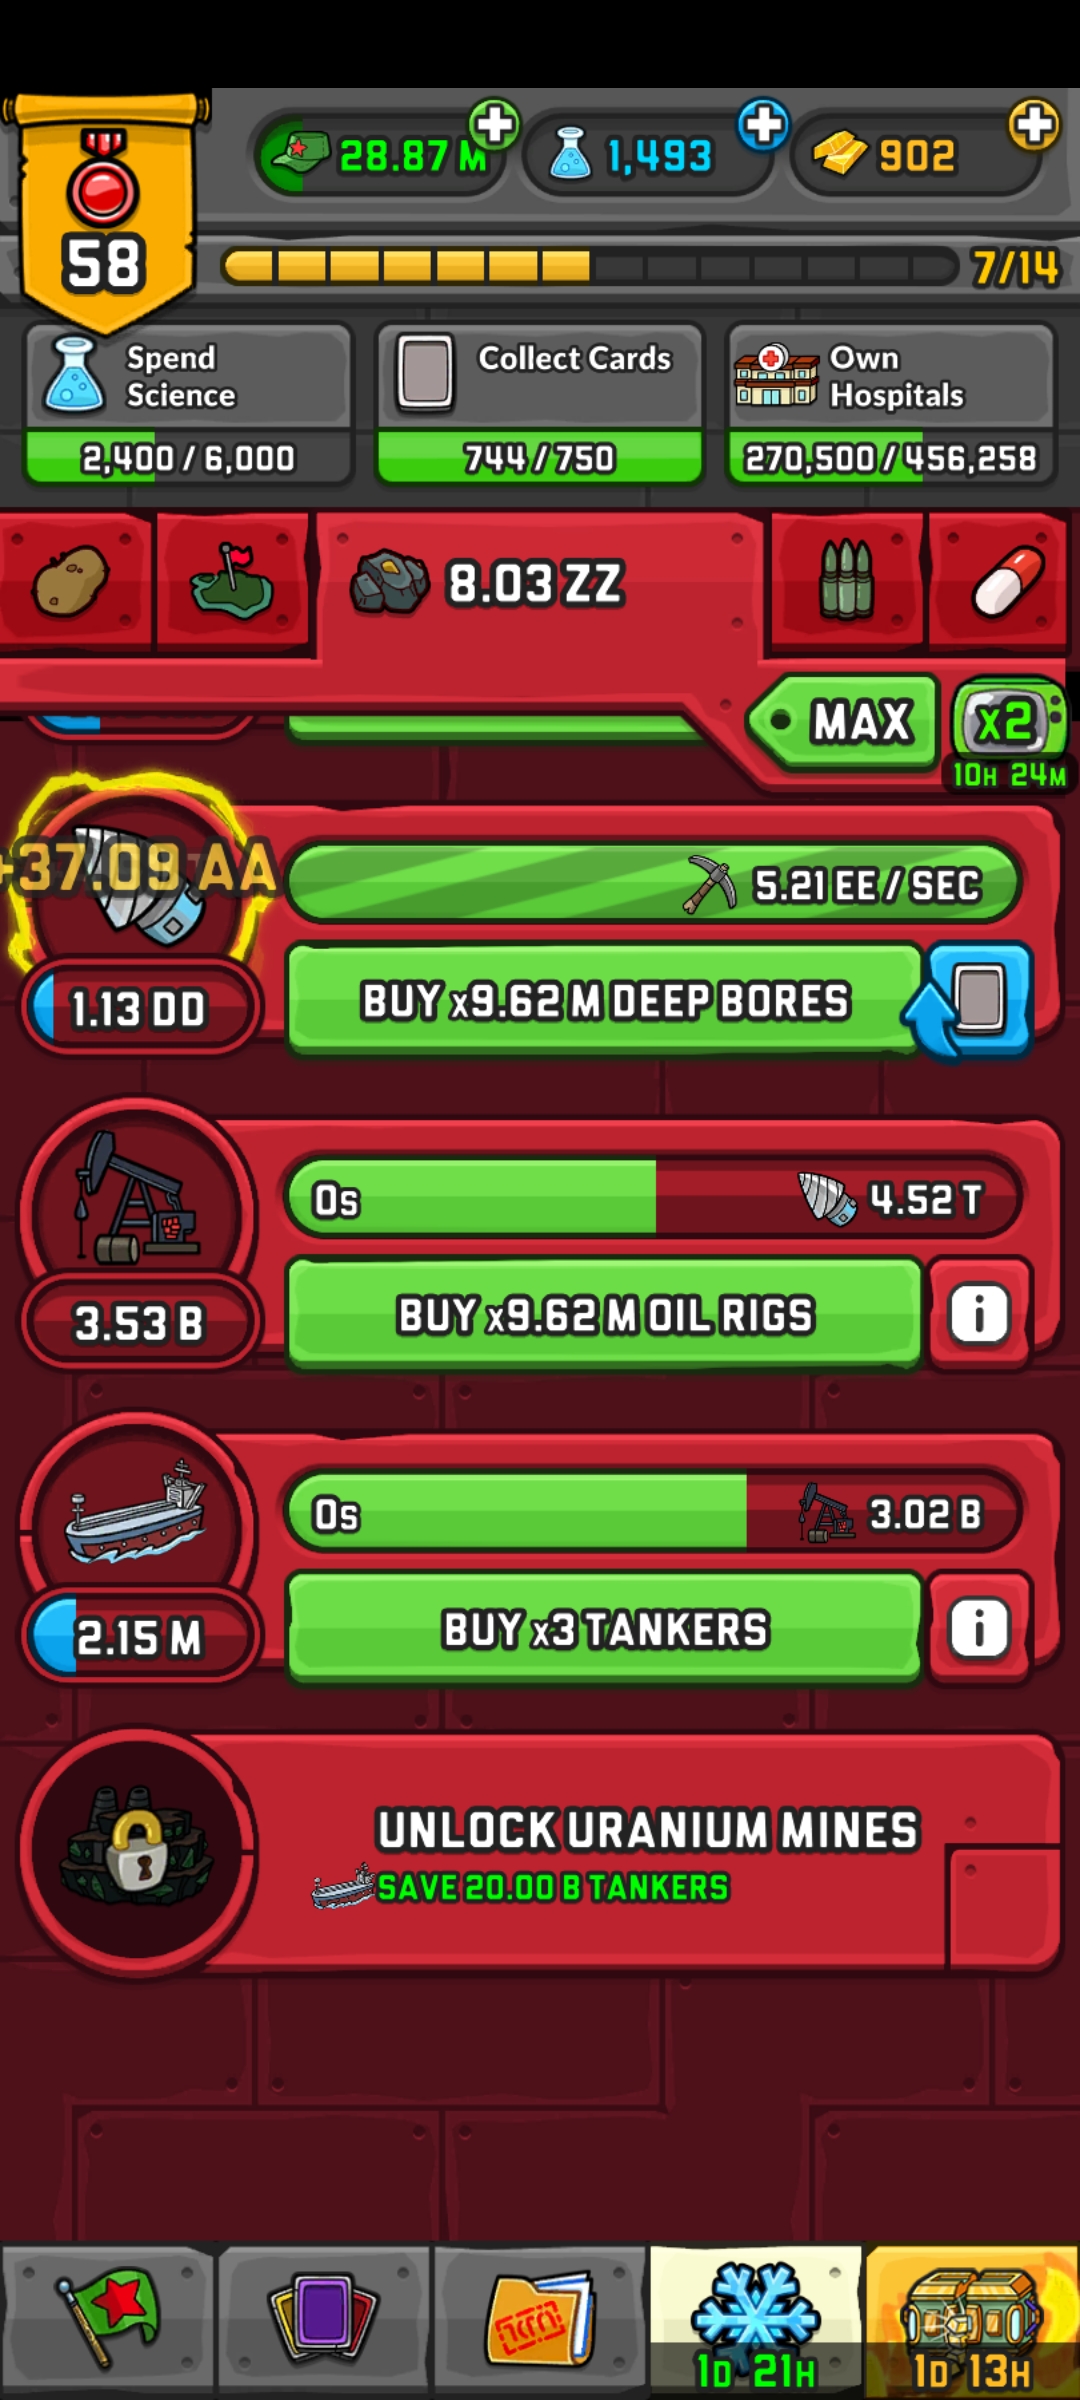 58
28.87 M
1,493
902
7/14
Spend
Science
2,400 / 6,000
Collect Cards
744 / 750
Own
Hospitals
270,500 / 456,258
8.03 ZZ
MAX
x2
10H 24M
+37.09 AA
5.21 EE / SEC
1.13 DD
BUY x9.62 M DEEP BORES
0s
4.52 T
3.53 B
BUY x9.62 M OIL RIGS
i
0s
3.02 B
2.15 M
BUY x3 TANKERS
i
UNLOCK URANIUM MINES
SAVE 20.00 B TANKERS
1D 21H
1D 13H